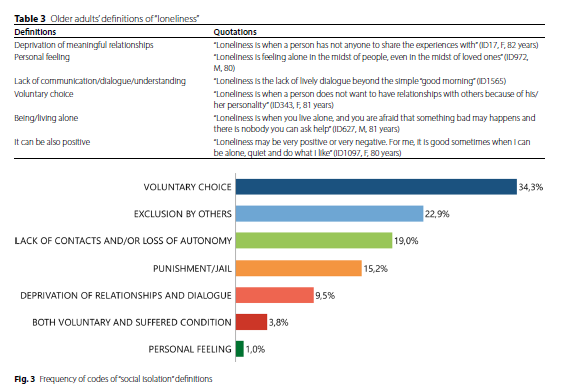 Table 3 Older adults' definitions of "loneliness"
Definitions Quotations
Deprivation of meaningful relationships "Loneliness is when a person has not anyone to share the experiences with" (ID17, F, 82 years)
Personal feeling "Loneliness is feeling alone in the midst of people, even in the midst of loved ones" (ID972,
M, 80)
Lack of communication/dialogue/understanding "Loneliness is the lack of lively dialogue beyond the simple "good morning" (ID1565)
Voluntary choice "Loneliness is when a person does not want to have relationships with others because of his/
her personality" (ID343, F, 81 years)
Being/living alone "Loneliness is when you live alone, and you are afraid that something bad may happen and
there is nobody you can ask help" (ID627, M, 81 years)
It can be also positive "Loneliness may be very positive or very negative. For me, it is good sometimes when I can
be alone, quiet and do what I like" (ID1097, F, 80 years)
VOLUNTARY CHOICE 34,3%
EXCLUSION BY OTHERS 22,9%
LACK OF CONTACTS AND/OR LOSS OF AUTONOMY 19,0%
PUNISHMENT/JAIL 15,2%
DEPRIVATION OF RELATIONSHIPS AND DIALOGUE 9,5%
BOTH VOLUNTARY AND SUFFERED CONDITION 3,8%
PERSONAL FEELING 1,0%
Fig. 3 Frequency of codes of "social isolation" definitions